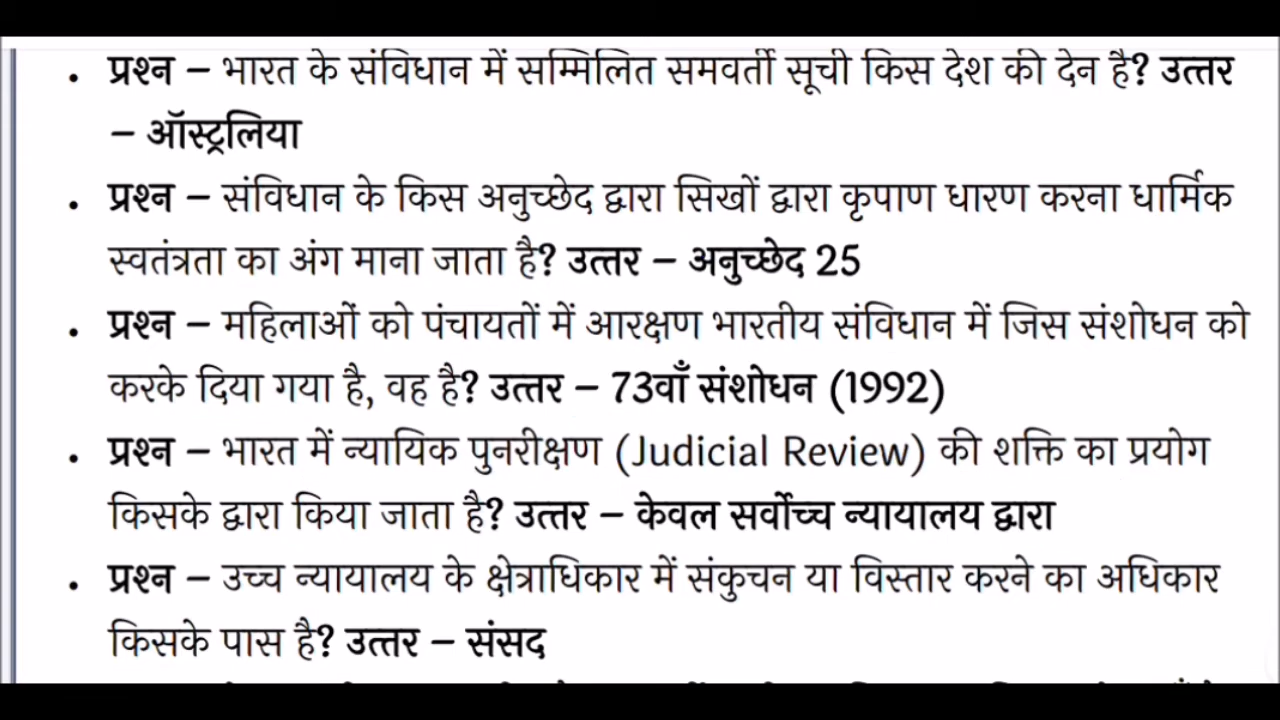 • प्रश्न – भारत के संविधान में सम्मिलित समवर्ती सूची किस देश की देन है? उत्तर
– ऑस्ट्रलिया
• प्रश्न – संविधान के किस अनुच्छेद द्वारा सिखों द्वारा कृपाण धारण करना धार्मिक
स्वतंत्रता का अंग माना जाता है? उत्तर – अनुच्छेद 25
• प्रश्न – महिलाओं को पंचायतों में आरक्षण भारतीय संविधान में जिस संशोधन को
करके दिया गया है, वह है? उत्तर – 73वाँ संशोधन (1992)
• प्रश्न – भारत में न्यायिक पुनरीक्षण (Judicial Review) की शक्ति का प्रयोग
किसके द्वारा किया जाता है? उत्तर – केवल सर्वोच्च न्यायालय द्वारा
• प्रश्न – उच्च न्यायालय के क्षेत्राधिकार में संकुचन या विस्तार करने का अधिकार
किसके पास है? उत्तर – संसद